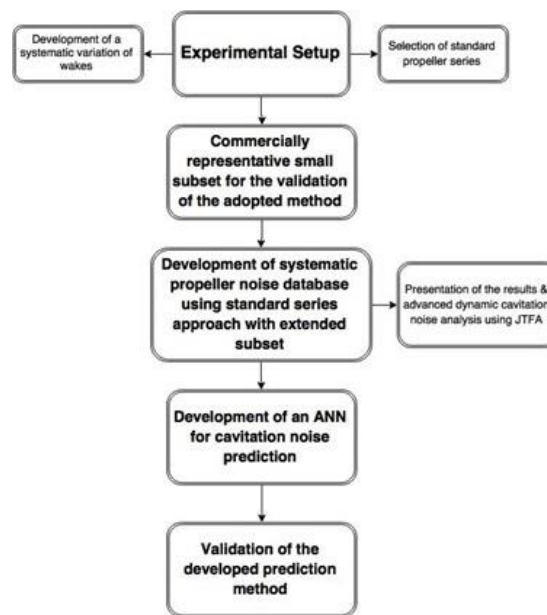 Development of a
systematic variation of
wakes
Experimental Setup
Selection of standard
propeller series
Commercially
representative small
subset for the validation
of the adopted method
Development of systematic
propeller noise database
using standard series
approach with extended
subset
Presentation of the results &
advanced dynamic cavitation
noise analysis using JTFA
Development of an ANN
for cavitation noise
prediction
Validation of the
developed prediction
method